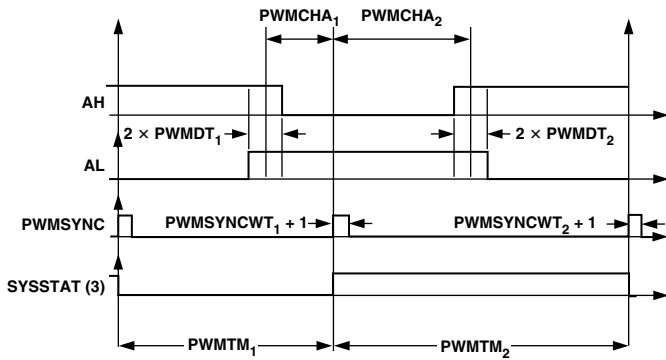 PWMCHA1 PWMCHA2
AH
2 × PWMDT1 2 × PWMDT2
AL
PWMSYNC PWMSYNCWT1 + 1 PWMSYNCWT2 + 1
SYSSTAT (3)
PWMTM1 PWMTM2